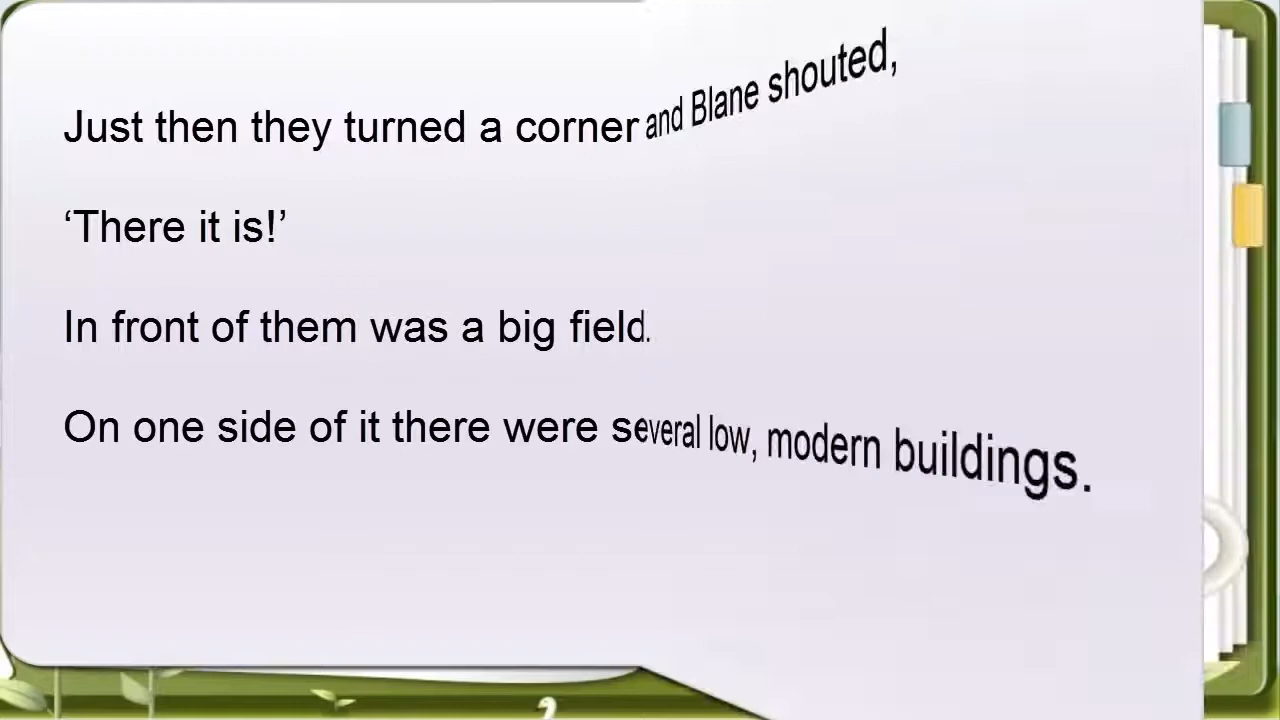 Just then they turned a corner and Blane shouted,
‘There it is!’
In front of them was a big field.
On one side of it there were several low, modern buildings.